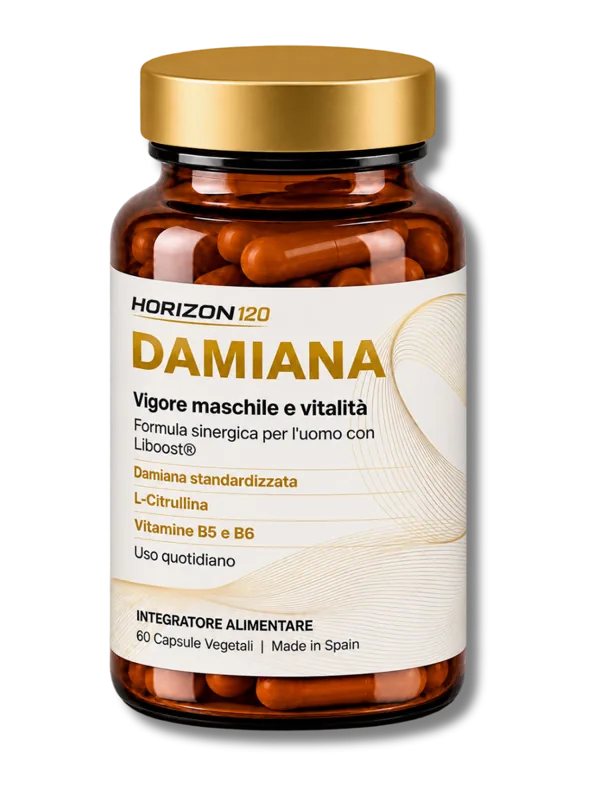 HORIZON120
DAMIANA
Vigore maschile e vitalità
Formula sinergica per l'uomo con
Liboost®
Damiana standardizzata
L-Citrullina
Vitamine B5 e B6
Uso quotidiano
INTEGRATORE ALIMENTARE
60 Capsule Vegetali | Made in Spain